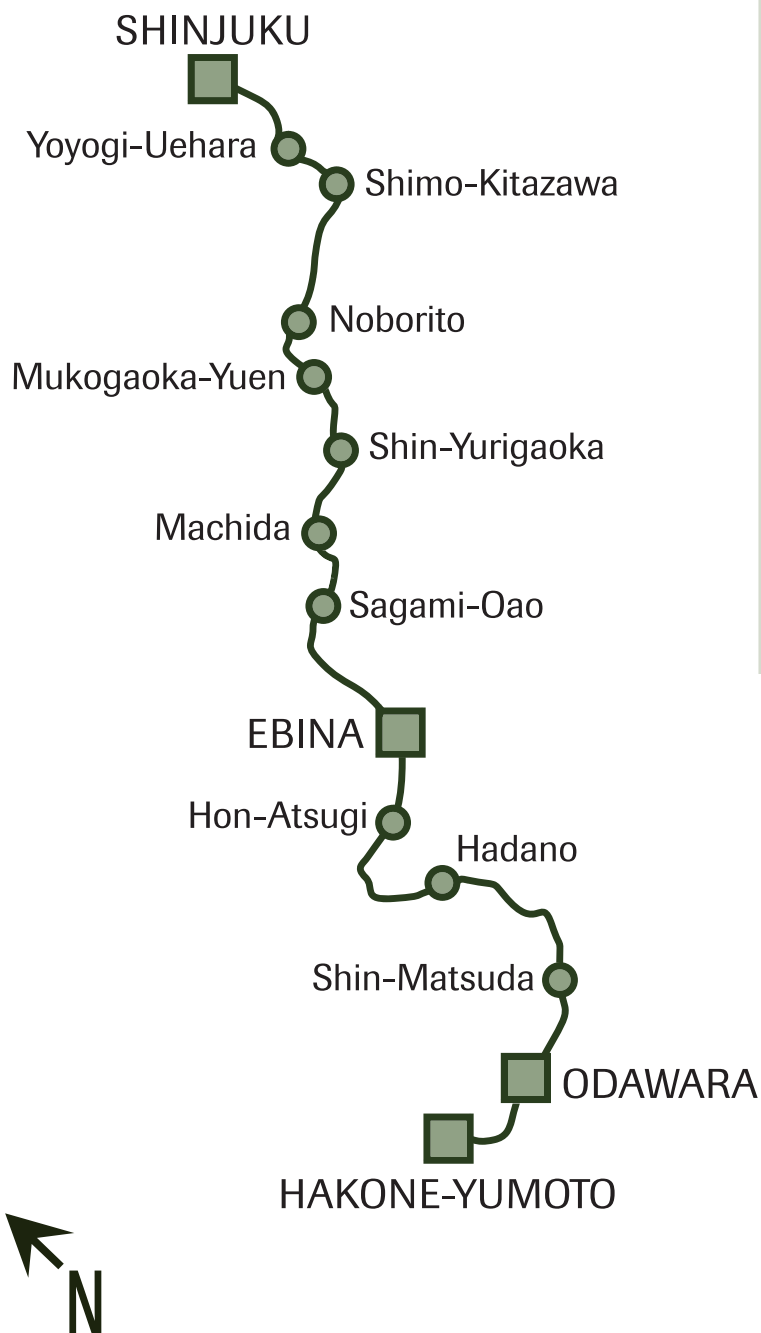 SHINJUKU
Yoyogi-Uehara
Shimo-Kitazawa
Noborito
Mukogaoka-Yuen
Shin-Yurigaoka
Machida
Sagami-Oao
EBINA
Hon-Atsugi
Hadano
Shin-Matsuda
ODAWARA
HAKONE-YUMOTO
N